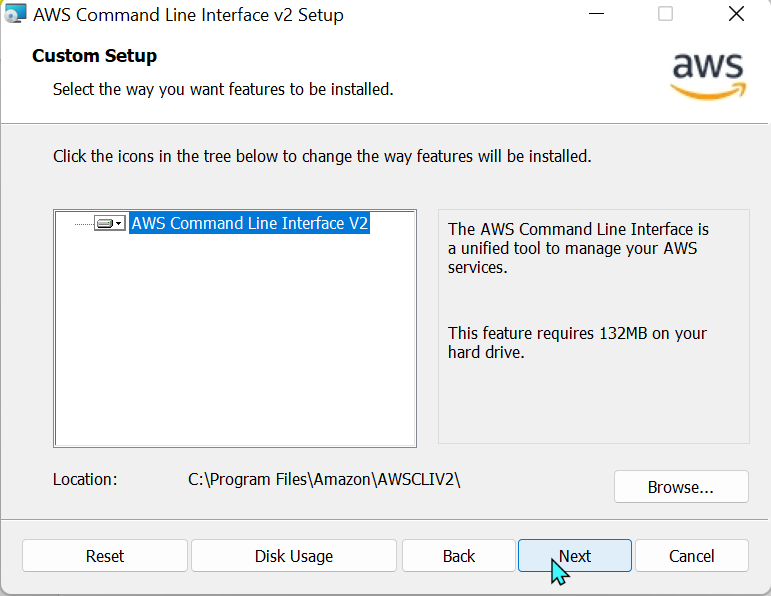 AWS Command Line Interface v2 Setup
Custom Setup
Select the way you want features to be installed.
aws
Click the icons in the tree below to change the way features will be installed.
AWS Command Line Interface V2
The AWS Command Line Interface is
a unified tool to manage your AWS
services.
This feature requires 132MB on your
hard drive.
Location: C:\Program Files\Amazon\AWSCLIV2\
Browse...
Reset Disk Usage Back Next Cancel